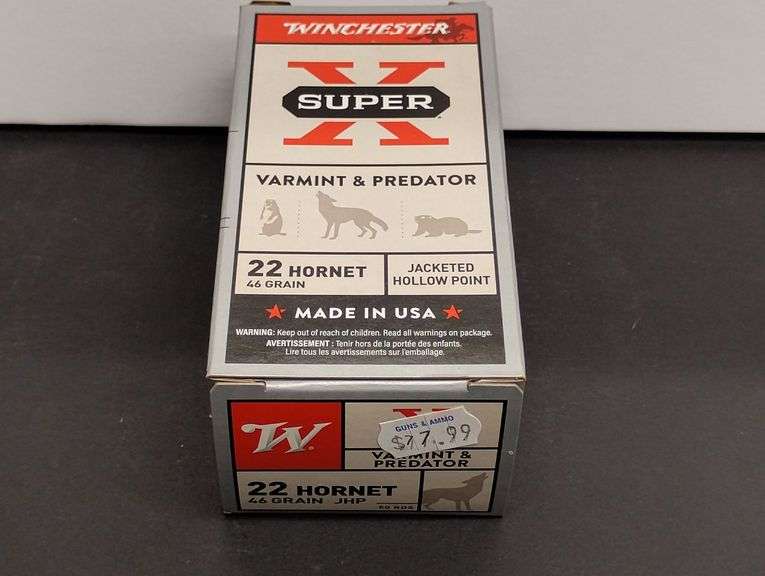 WINCHESTER
SUPER X
VARMINT & PREDATOR
22 HORNET
46 GRAIN
JACKETED
HOLLOW POINT
MADE IN USA
WARNING: Keep out of reach of children. Read all warnings on package.
AVERTISSEMENT : Tenir hors de la portée des enfants.
Lire tous les avertissements sur l'emballage.
W
GUNS & AMMO
$77.99
VARMINT &
PREDATOR
22 HORNET
46 GRAIN JHP
50 RDS